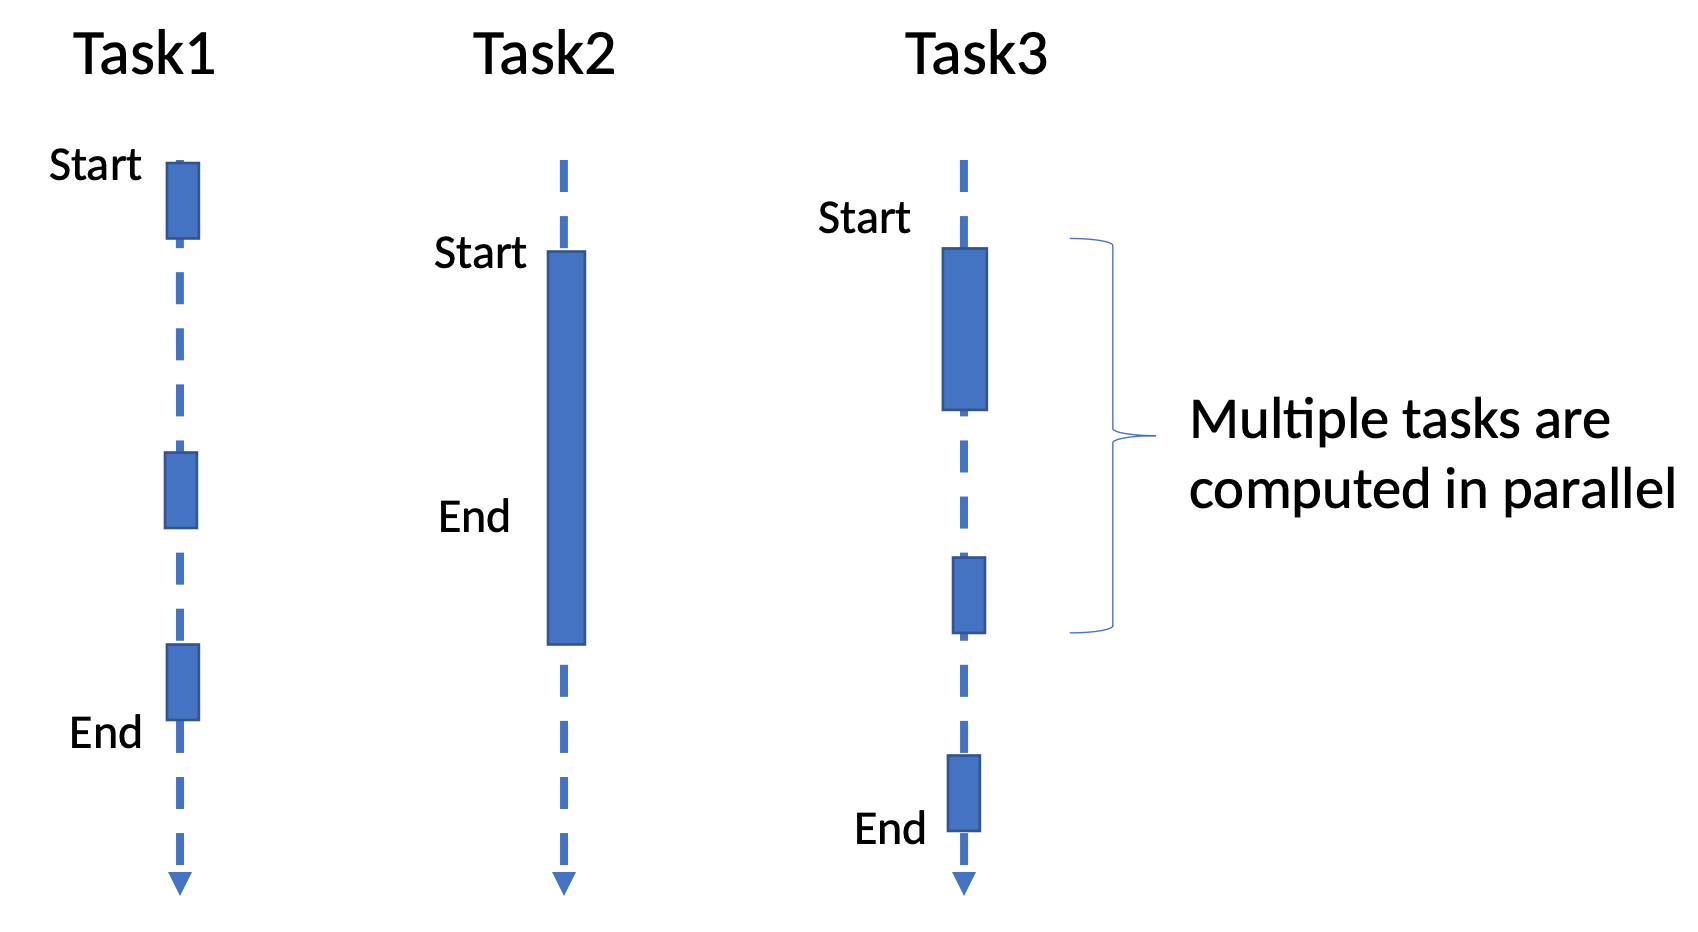 Task1
Task2
Task3
Start
Start
Start
End
End
End
Multiple tasks are
computed in parallel